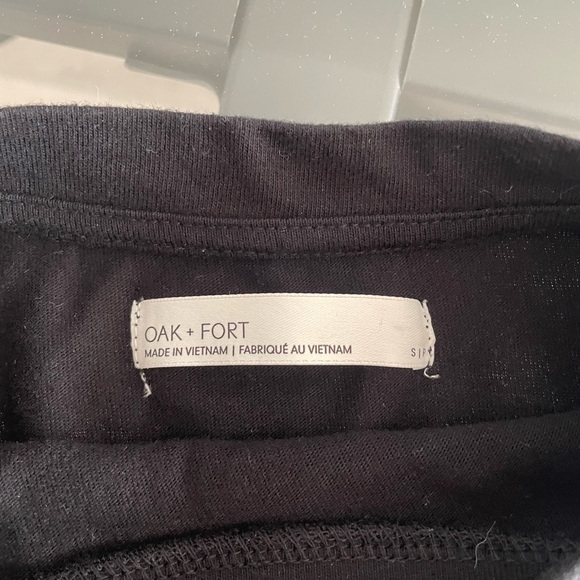 OAK + FORT
MADE IN VIETNAM | FABRIQUÉ AU VIETNAM
S | P